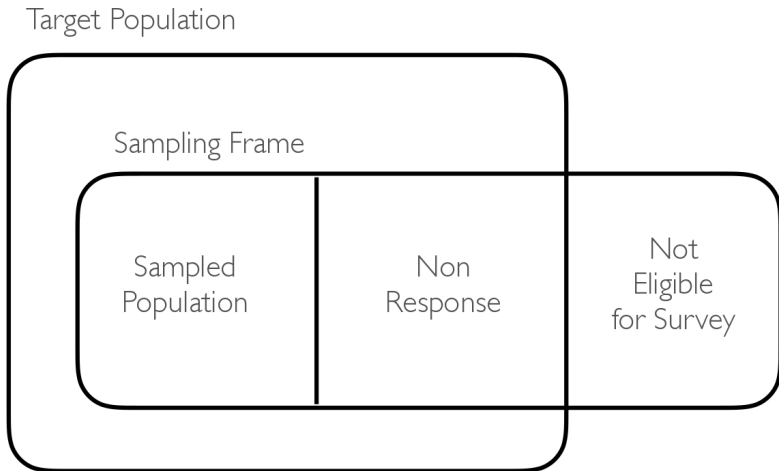 Target Population
Sampling Frame
Sampled
Population
Non
Response
Not
Eligible
for Survey